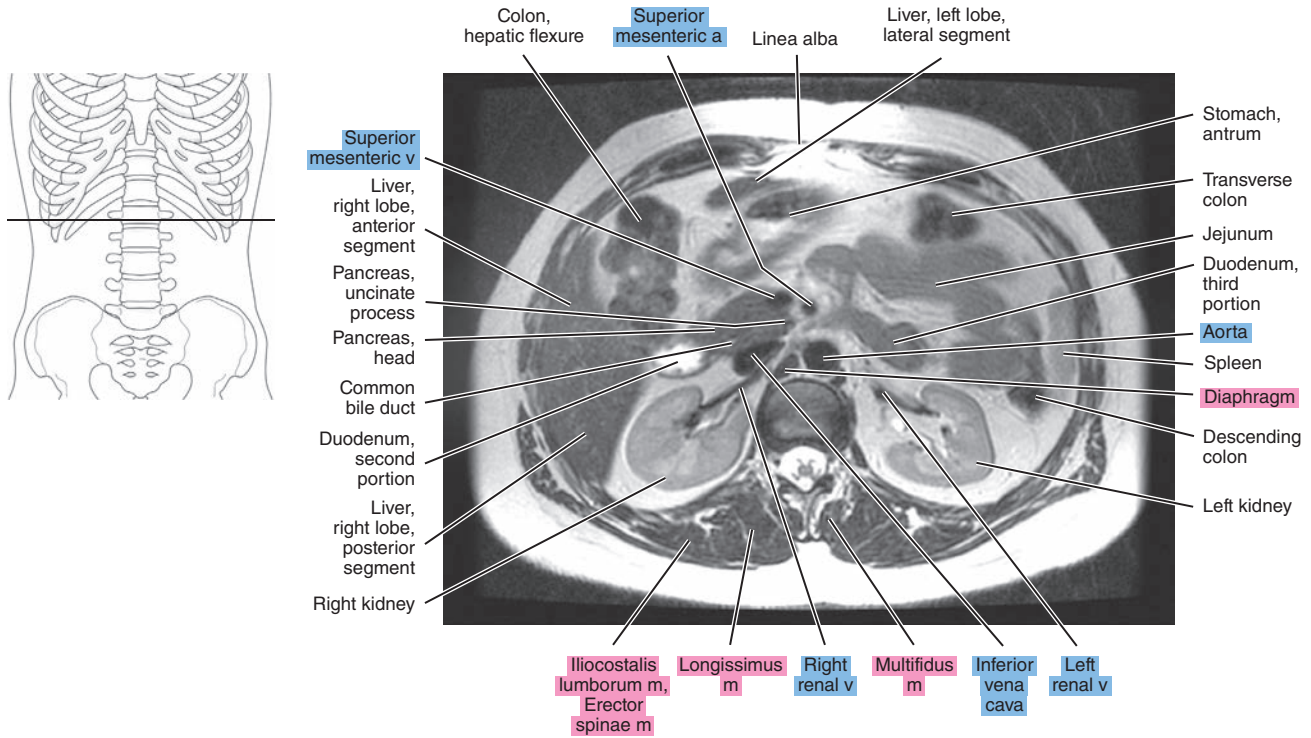 Colon,
hepatic flexure
Superior
mesenteric a
Linea alba
Liver, left lobe,
lateral segment
Superior
mesenteric v
Liver,
right lobe,
anterior
segment
Pancreas,
uncinate
process
Pancreas,
head
Common
bile duct
Duodenum,
second
portion
Liver,
right lobe,
posterior
segment
Right kidney
Stomach,
antrum
Transverse
colon
Jejunum
Duodenum,
third
portion
Aorta
Spleen
Diaphragm
Descending
colon
Left kidney
Iliocostalis
lumborum m,
Erector
spinae m
Longissimus
m
Right
renal v
Multifidus
m
Inferior
vena
cava
Left
renal v